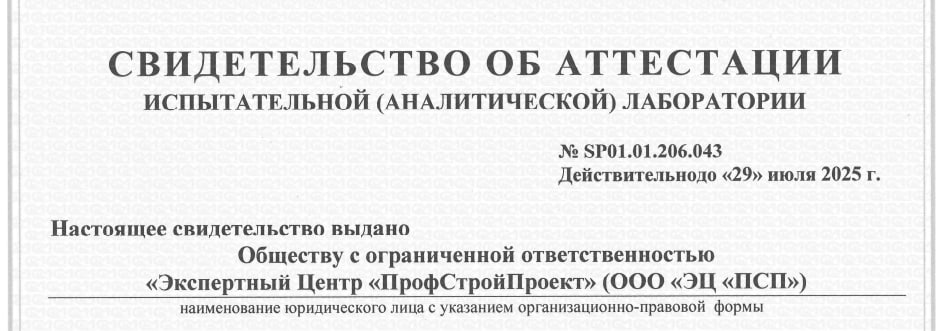 СВИДЕТЕЛЬСТВО ОБ АТТЕСТАЦИИ
ИСПЫТАТЕЛЬНОЙ (АНАЛИТИЧЕСКОЙ) ЛАБОРАТОРИИ
№ SP01.01.206.043
Действительнодо «29» июля 2025 г.
Настоящее свидетельство выдано
Обществу с ограниченной ответственностью
«Экспертный Центр «ПрофСтройПроект» (ООО «ЭЦ «ПСП»)
наименование юридического лица с указанием организационно-правовой формы